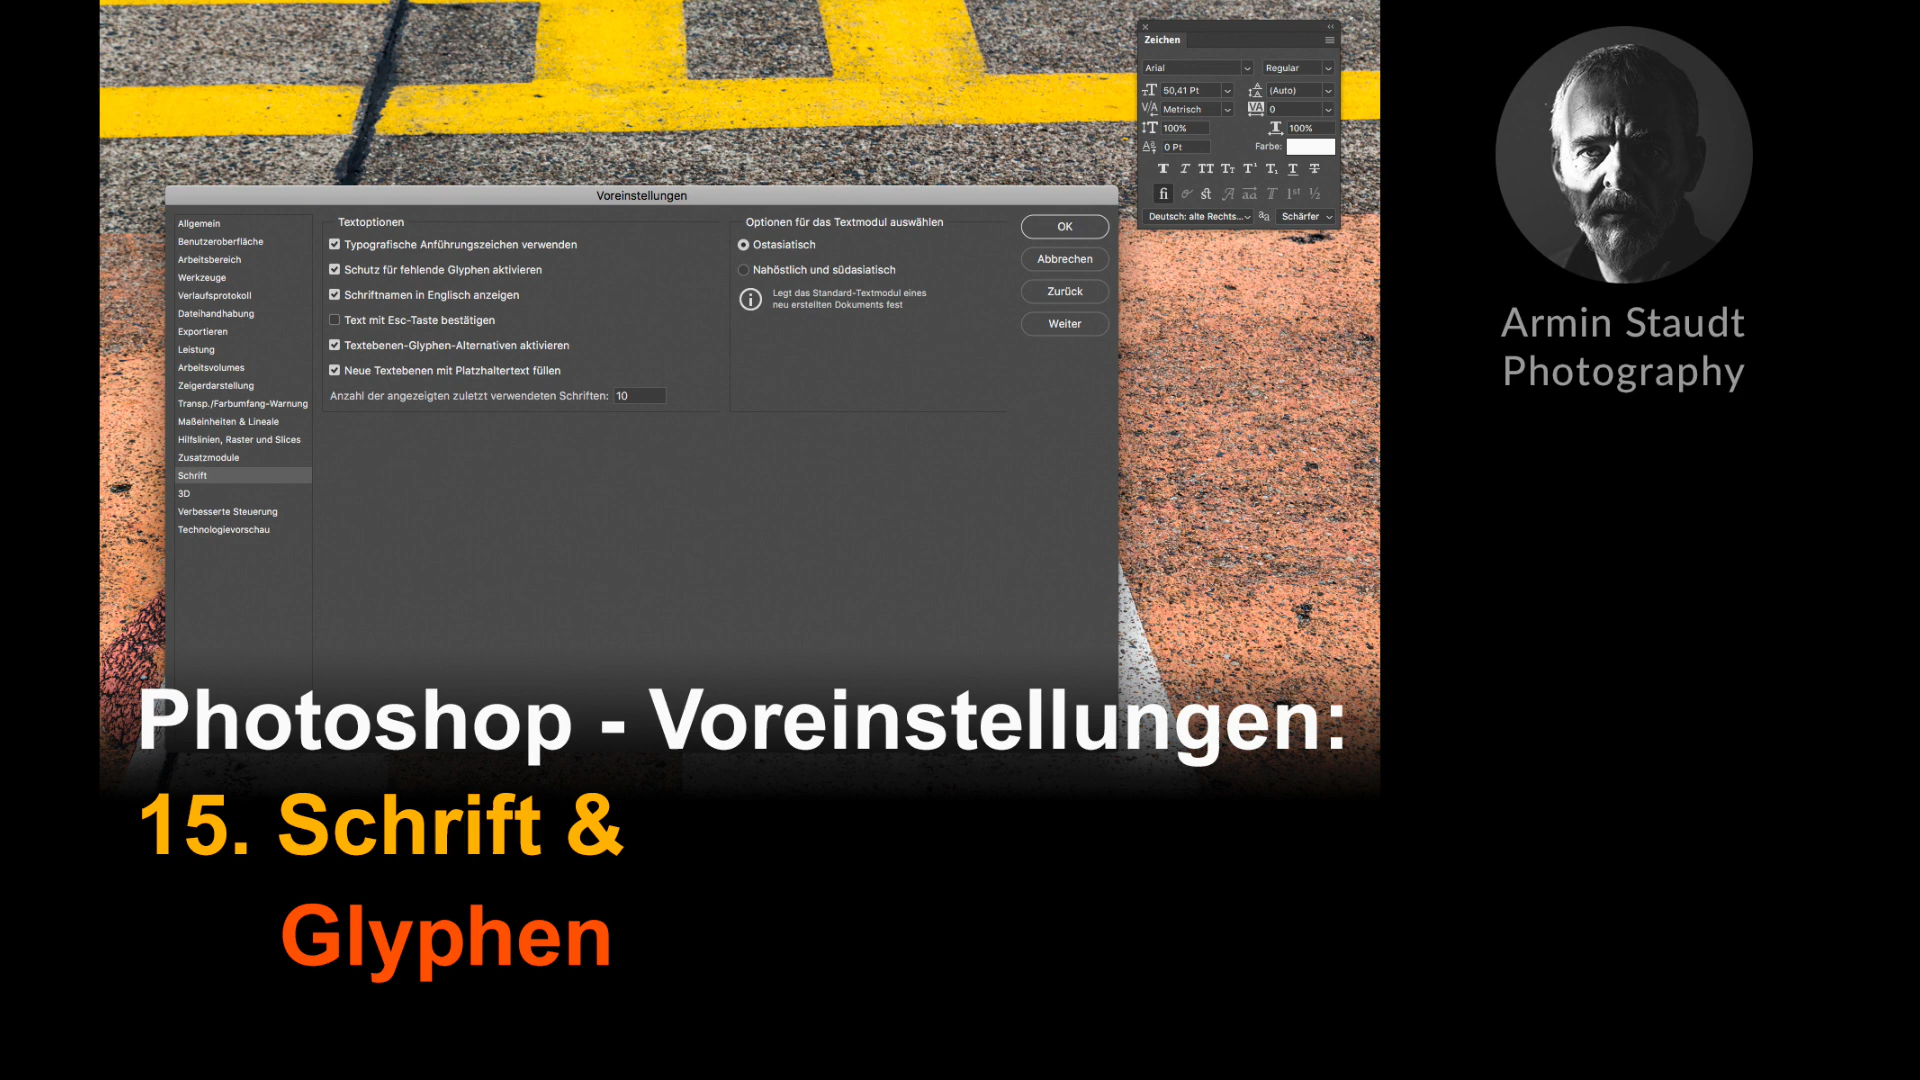 Zeichen
Arial
Regular
50,41 Pt
(Auto)
Metrisch
0
100%
100%
0 Pt
Farbe:
Deutsch: alte Rechts...
Schärfer
Voreinstellungen
Allgemein
Benutzeroberfläche
Arbeitsbereich
Werkzeuge
Verlaufsprotokoll
Dateihandhabung
Exportieren
Leistung
Arbeitsvolumes
Zeigerdarstellung
Transp./Farbumfang-Warnung
Maßeinheiten & Lineale
Hilfslinien, Raster und Slices
Zusatzmodule
Schrift
3D
Verbesserte Steuerung
Technologievorschau
Textoptionen
Typografische Anführungszeichen verwenden
Schutz für fehlende Glyphen aktivieren
Schriftnamen in Englisch anzeigen
Text mit Esc-Taste bestätigen
Textebenen-Glyphen-Alternativen aktivieren
Neue Textebenen mit Platzhaltertext füllen
Anzahl der angezeigten zuletzt verwendeten Schriften: 10
Optionen für das Textmodul auswählen
Ostasiatisch
Nahöstlich und südasiatisch
Legt das Standard-Textmodul eines
neu erstellten Dokuments fest
OK
Abbrechen
Zurück
Weiter
Armin Staudt
Photography
Photoshop - Voreinstellungen:
15. Schrift &
Glyphen